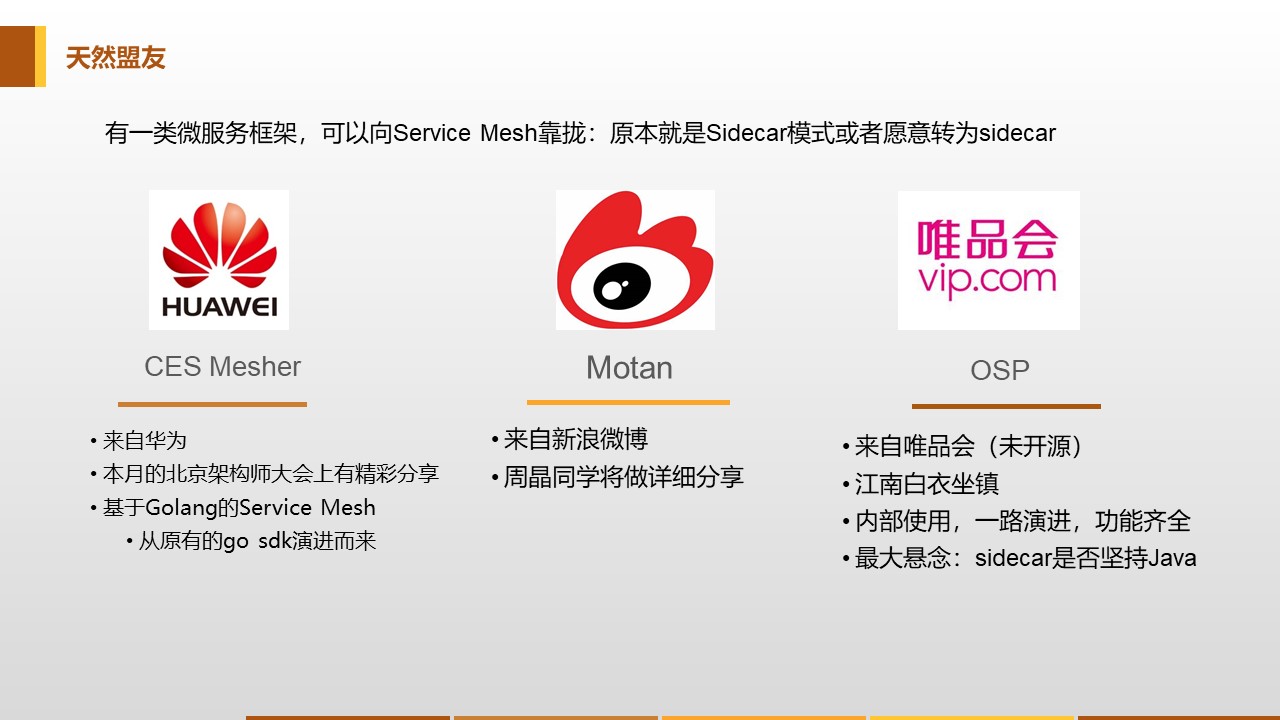 天然盟友
有一类微服务框架，可以向Service Mesh靠拢：原本就是Sidecar模式或者愿意转为sidecar
HUAWEI
唯品会
vip.com
CES Mesher
Motan
OSP
• 来自华为
• 本月的北京架构师大会上有精彩分享
• 基于Golang的Service Mesh
• 从原有的go sdk演进而来
• 来自新浪微博
• 周晶同学将做详细分享
• 来自唯品会（未开源）
• 江南白衣坐镇
• 内部使用，一路演进，功能齐全
• 最大悬念：sidecar是否坚持Java